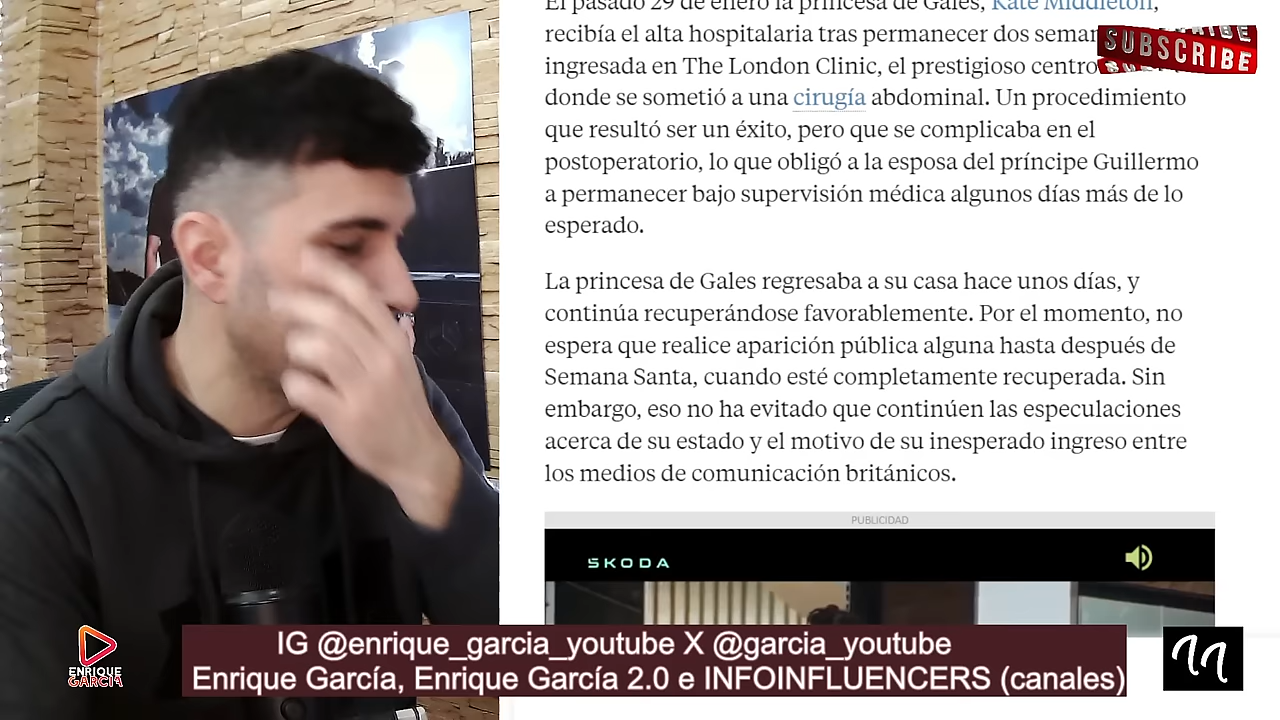 El pasado 29 de enero la princesa de Gales, Kate Middleton,
recibía el alta hospitalaria tras permanecer dos
SUBSCRIBE
ingresada en The London Clinic, el prestigioso centro
donde se sometió a una cirugía abdominal. Un procedimiento
que resultó ser un éxito, pero que se complicaba en el
postoperatorio, lo que obligó a la esposa del príncipe Guillermo
a permanecer bajo supervisión médica algunos días más de lo
esperado.
La princesa de Gales regresaba a su casa hace unos días, y
continúa recuperándose favorablemente. Por el momento, no
espera que realice aparición pública alguna hasta después de
Semana Santa, cuando esté completamente recuperada. Sin
embargo, eso no ha evitado que continúen las especulaciones
acerca de su estado y el motivo de su inesperado ingreso entre
los medios de comunicación británicos.
PUBLICIDAD
SKODA
IG @enrique_garcia_youtube X @garcia_youtube
Enrique García, Enrique García 2.0 e INFOINFLUENCERS (canales)
ENRIQUE
GARCÍA